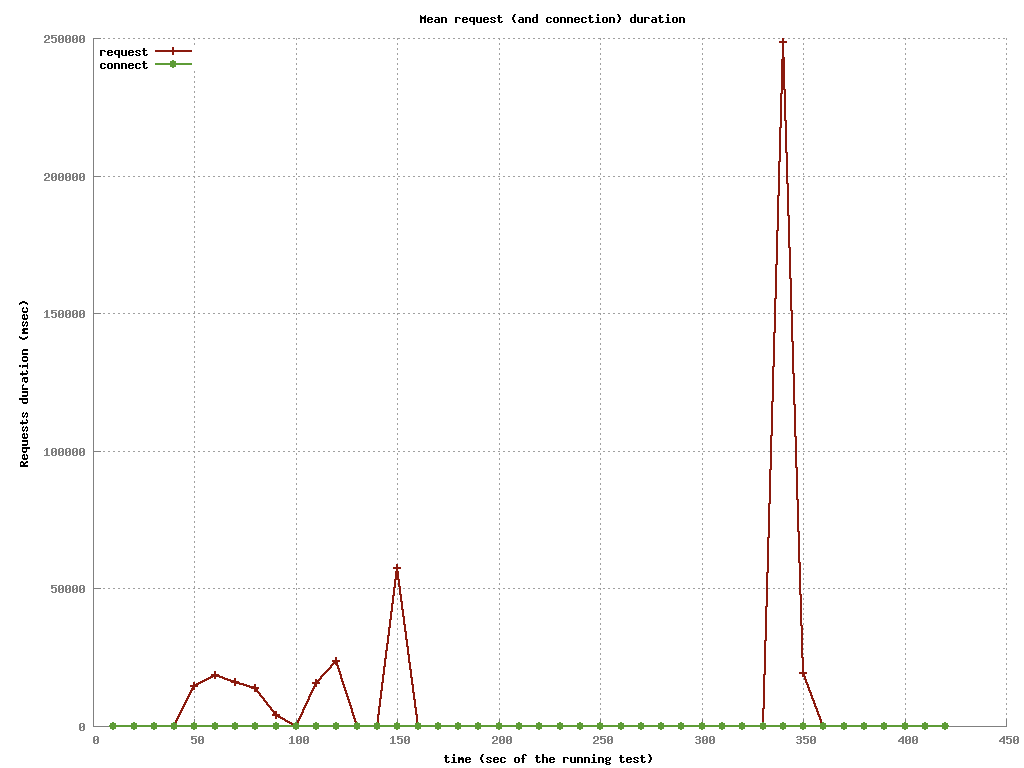 Mean request (and connection) duration
250000
request
connect
200000
150000
Requests duration (msec)
100000
50000
0
0 50 100 150 200 250 300 350 400 450
time (sec of the running test)